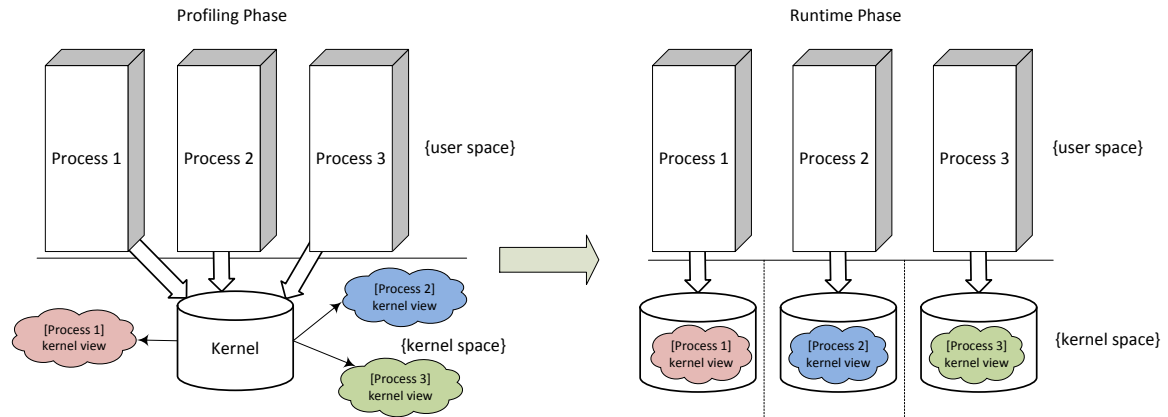 Profiling Phase
Process 1
Process 2
Process 3
{user space}
[Process 1]
kernel view
Kernel
[Process 2]
kernel view
{kernel space}
[Process 3]
kernel view
Runtime Phase
Process 1
Process 2
Process 3
{user space}
[Process 1]
kernel view
[Process 2]
kernel view
[Process 3]
kernel view
{kernel space}